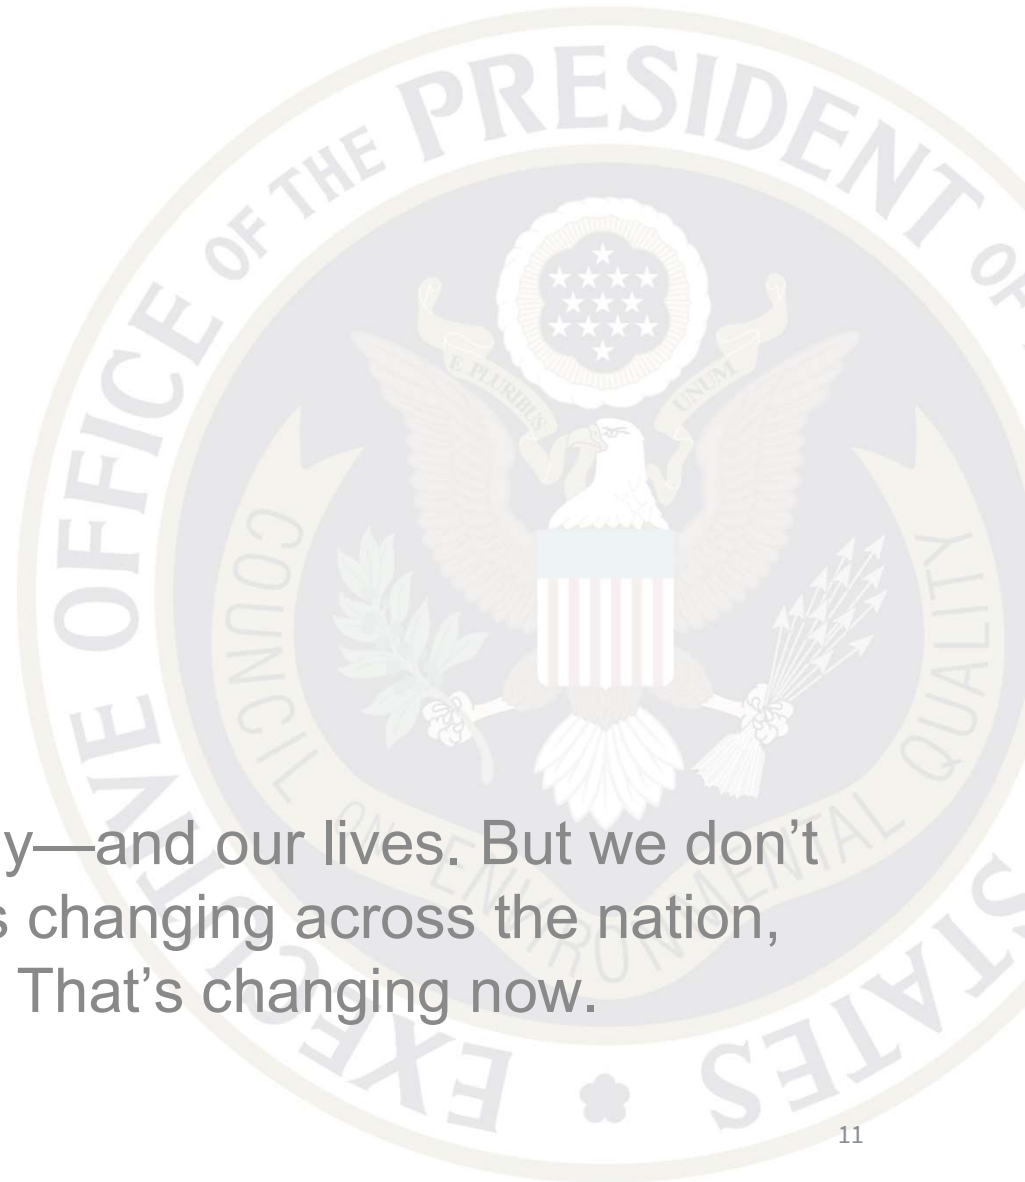 EXECUTIVE OFFICE OF THE PRESIDENT OF
STATES
E PLURIBUS UNUM
COUNCIL ON ENVIRONMENTAL QUALITY
y—and our lives. But we don’t
s changing across the nation,
That’s changing now.
11